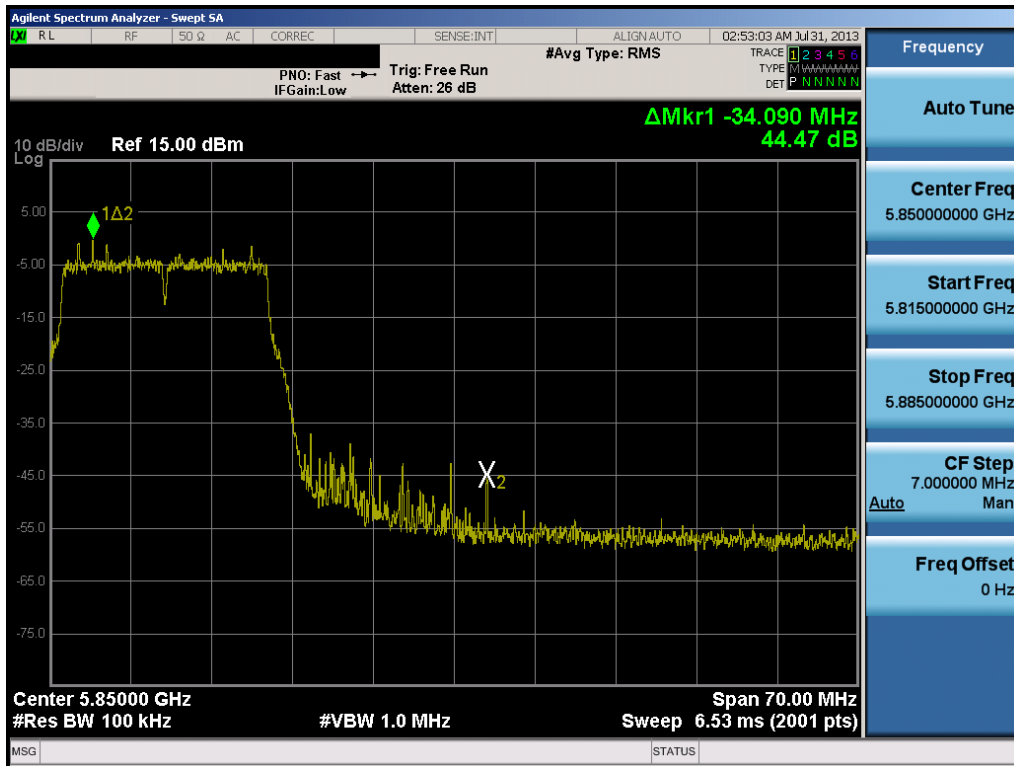 Agilent Spectrum Analyzer - Swept SA
LXI RL RF 50 Ω AC CORREC SENSE:INT ALIGN AUTO 02:53:03 AM Jul 31, 2013
PNO: Fast
IFGain:Low
Trig: Free Run
Atten: 26 dB
#Avg Type: RMS
TRACE 1 2 3 4 5 6
TYPE M W W W W W
DET P N N N N N
ΔMkr1 -34.090 MHz
44.47 dB
10 dB/div Ref 15.00 dBm
Log
5.00
-5.00
-15.0
-25.0
-35.0
-45.0
-55.0
-65.0
-75.0
1Δ2
X2
Center 5.85000 GHz Span 70.00 MHz
#Res BW 100 kHz #VBW 1.0 MHz Sweep 6.53 ms (2001 pts)
MSG STATUS
Frequency
Auto Tune
Center Freq
5.850000000 GHz
Start Freq
5.815000000 GHz
Stop Freq
5.885000000 GHz
CF Step
7.000000 MHz
Auto Man
Freq Offset
0 Hz